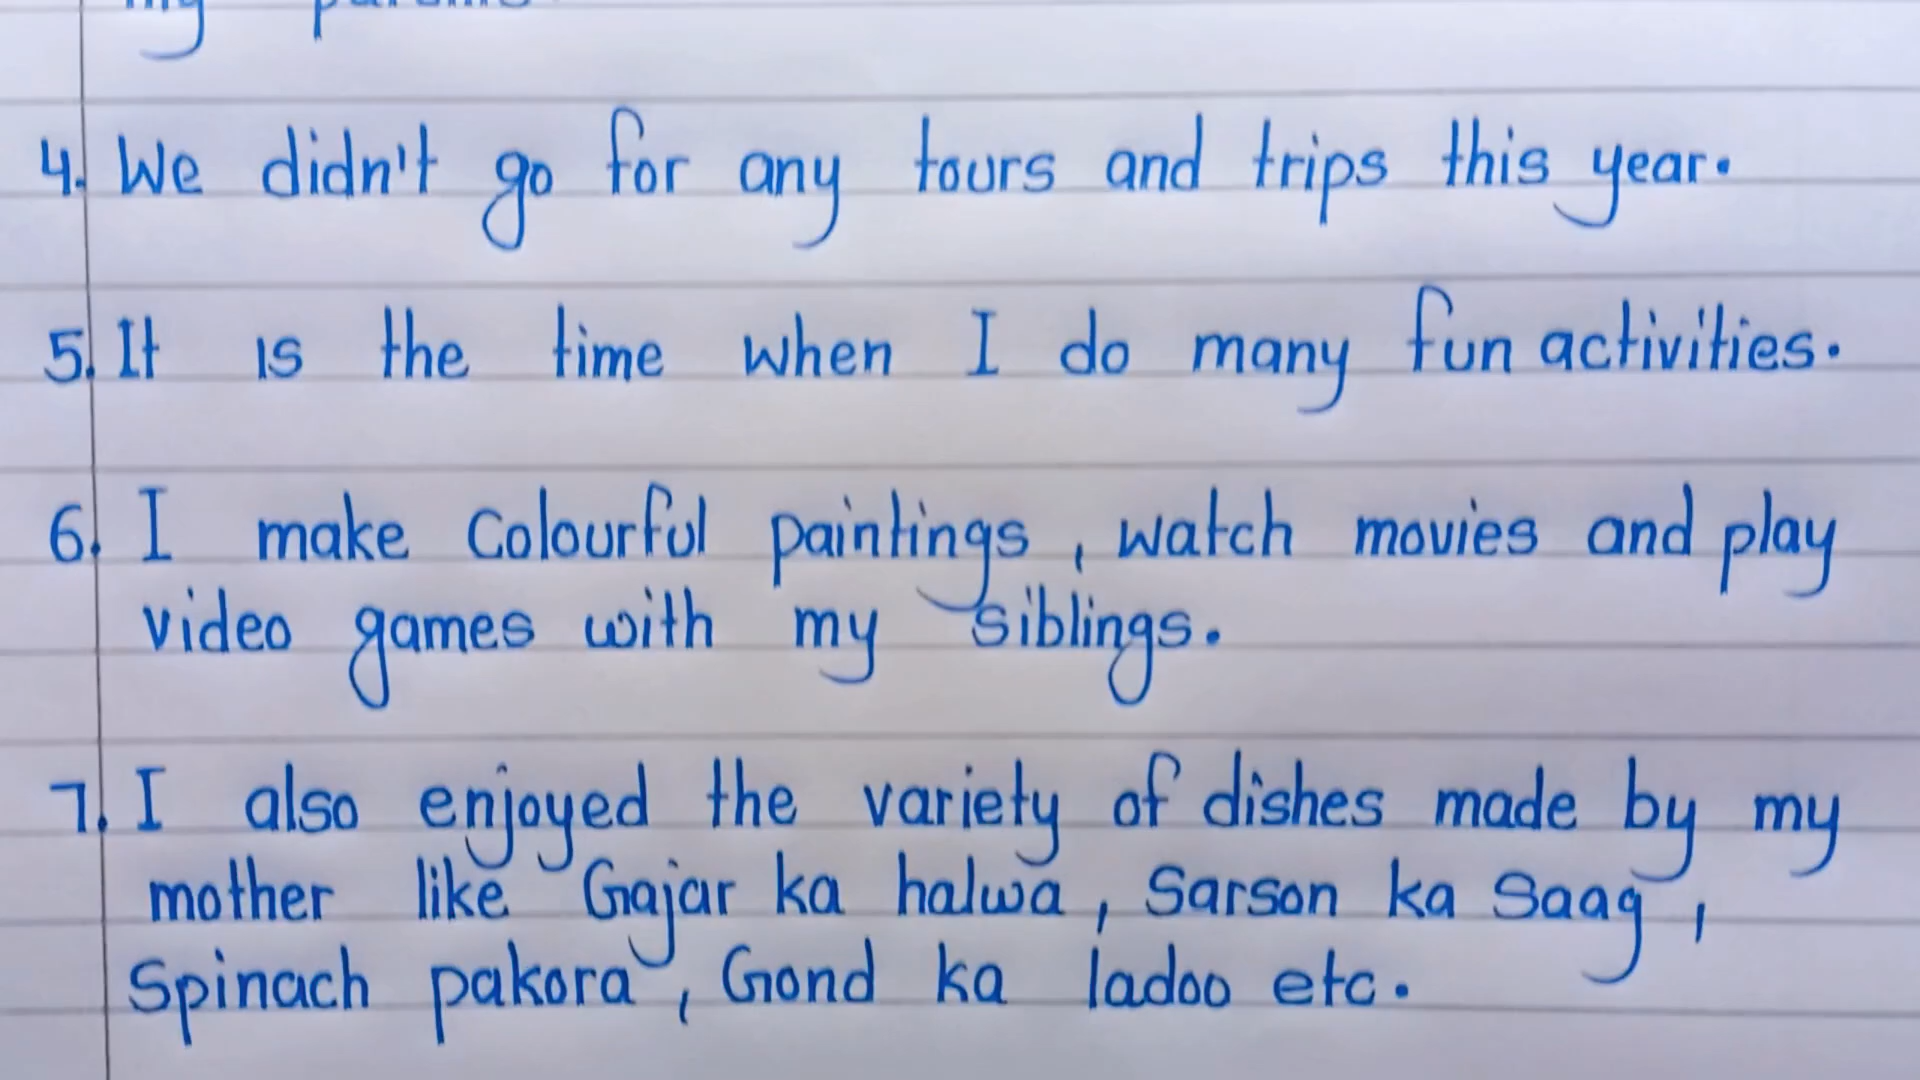 4. We didn't go for any tours and trips this year.
5. It is the time when I do many fun activities.
6. I make Colourful paintings, watch movies and play
video games with my siblings.
7. I also enjoyed the variety of dishes made by my
mother like Gajar ka halwa, Sarson ka Saag,
Spinach pakora, Gond ka ladoo etc.